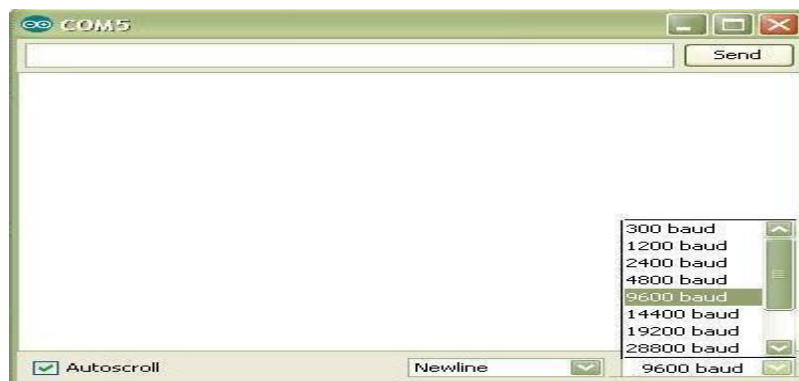 COM5
Send
300 baud
1200 baud
2400 baud
4800 baud
9600 baud
14400 baud
19200 baud
28800 baud
Autoscroll
Newline
9600 baud